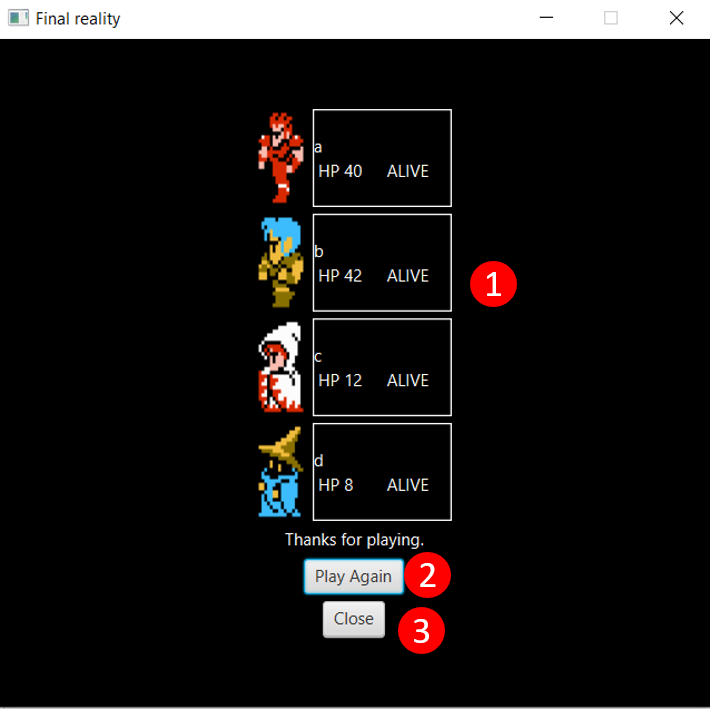 Final reality
a
HP 40 ALIVE
b
HP 42 ALIVE
1
c
HP 12 ALIVE
d
HP 8 ALIVE
Thanks for playing.
Play Again 2
Close 3